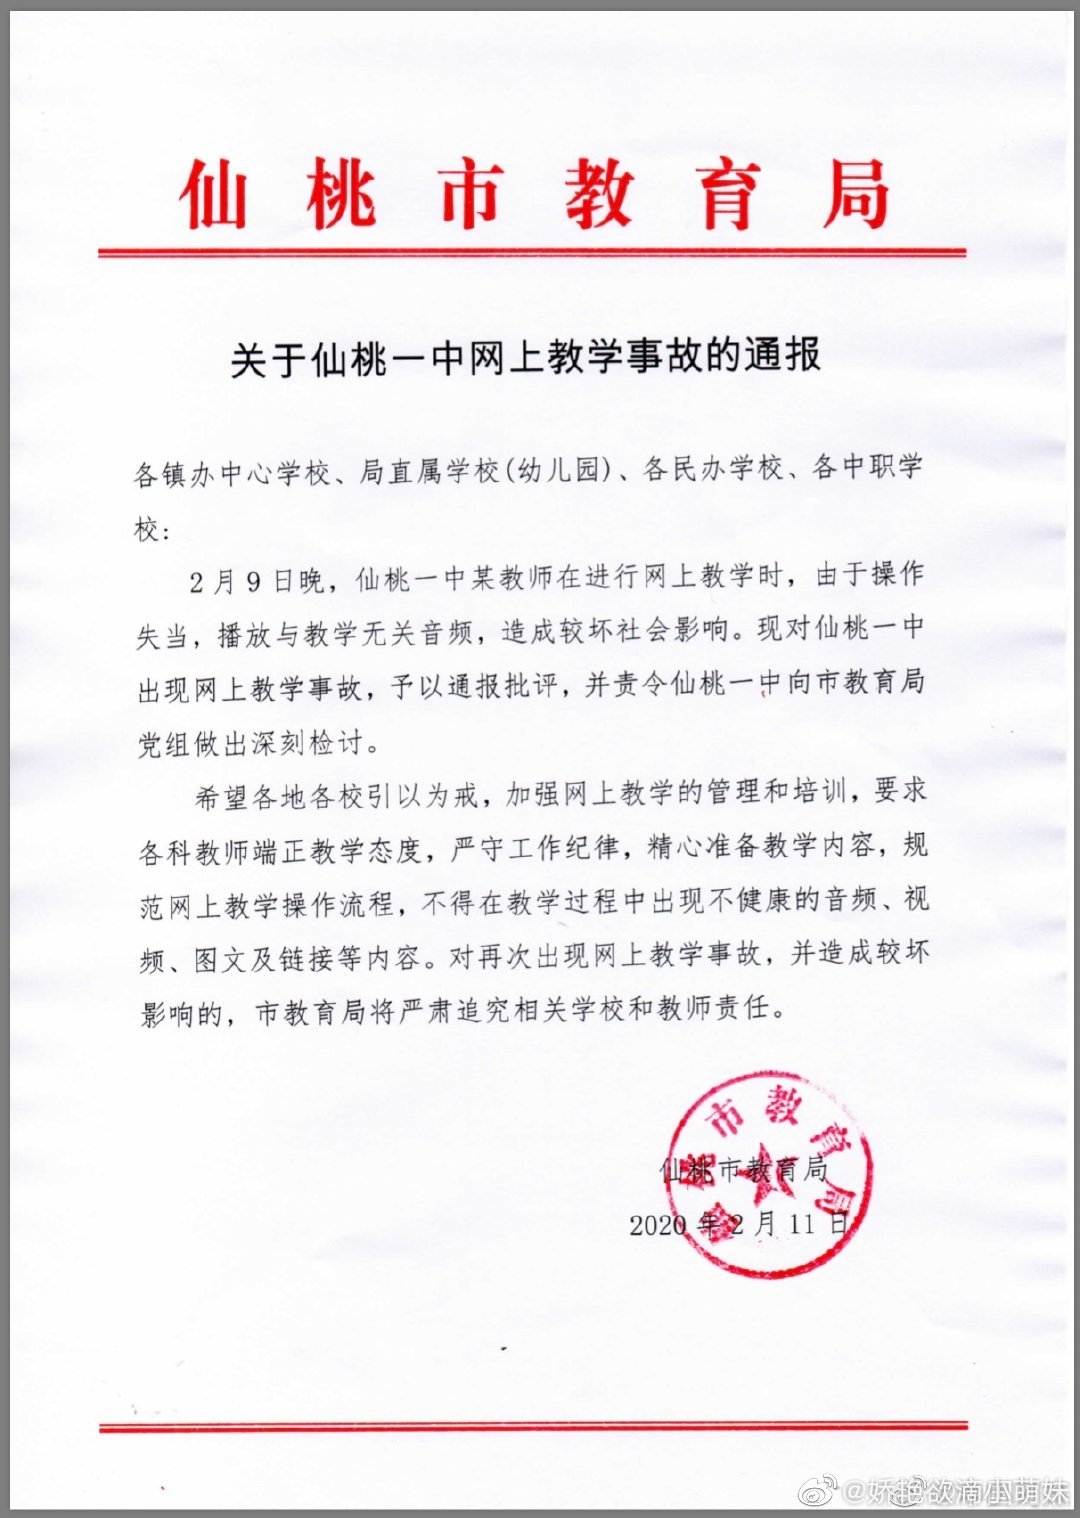 仙桃市教育局
关于仙桃一中网上教学事故的通报
各镇办中心学校、局直属学校(幼儿园)、各民办学校、各中职学
校：
2月9日晚，仙桃一中某教师在进行网上教学时，由于操作
失当，播放与教学无关音频，造成较坏社会影响。现对仙桃一中
出现网上教学事故，予以通报批评，并责令仙桃一中向市教育局
党组做出深刻检讨。
希望各地各校引以为戒，加强网上教学的管理和培训，要求
各科教师端正教学态度，严守工作纪律，精心准备教学内容，规
范网上教学操作流程，不得在教学过程中出现不健康的音频、视
频、图文及链接等内容。对再次出现网上教学事故，并造成较坏
影响的，市教育局将严肃追究相关学校和教师责任。
仙桃市教育局
仙桃市教育局
2020年2月11日
@娇艳欲滴小萌妹